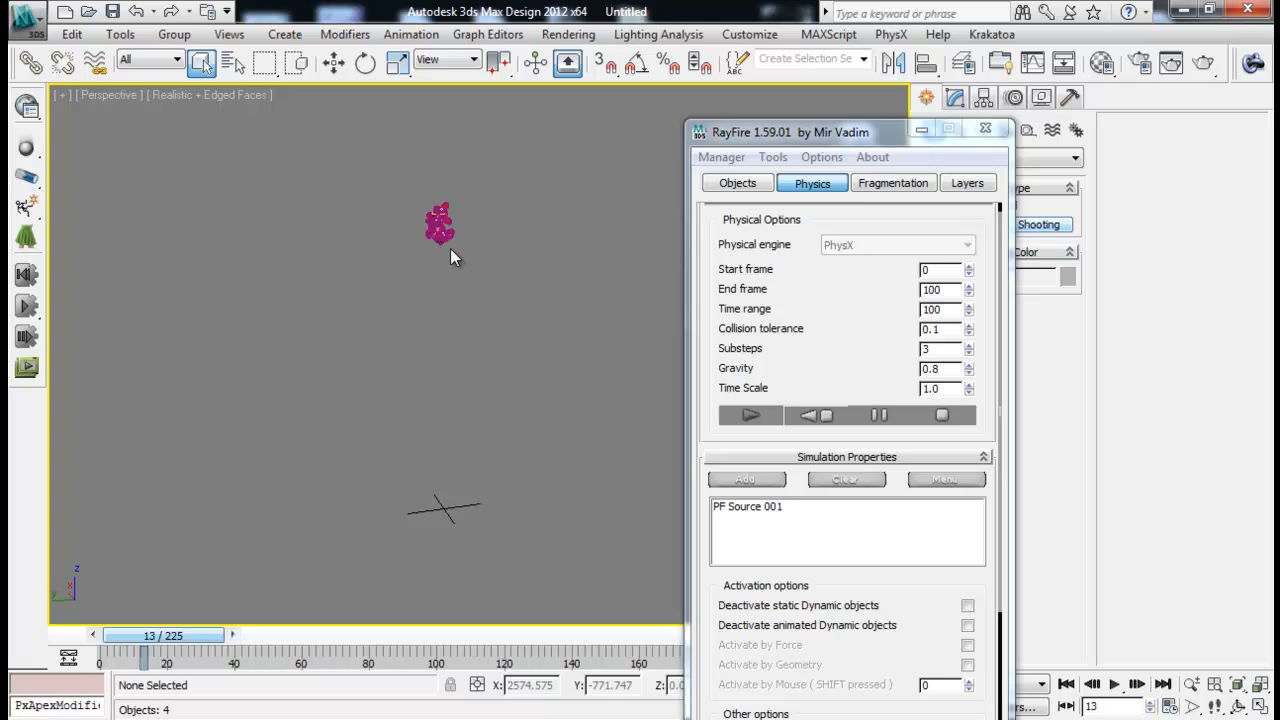 Autodesk 3ds Max Design 2012 x64 Untitled
Type a keyword or phrase
3DS
Edit Tools Group Views Create Modifiers Animation Graph Editors Rendering Lighting Analysis Customize MAXScript PhysX Help Krakatoa
All View 3 Create Selection Se
[ + ] [ Perspective ] [ Realistic + Edged Faces ]
RayFire 1.59.01 by Mir Vadim
Manager Tools Options About
Objects Physics Fragmentation Layers
Physical Options
Physical engine PhysX
Start frame 0
End frame 100
Time range 100
Collision tolerance 0.1
Substeps 3
Gravity 0.8
Time Scale 1.0
Simulation Properties
Add Clear Menu
PF Source 001
Activation options
Deactivate static Dynamic objects
Deactivate animated Dynamic objects
Activate by Force
Activate by Geometry
Activate by Mouse ( SHIFT pressed ) 0
Other options
ype
Shooting
Color
z
x
y
13 / 225
0 20 40 60 80 100 120 140 160
None Selected X: 2574.575 Y: -771.747 Z: 0.0
PxApexModifie Objects: 4
ers... 13